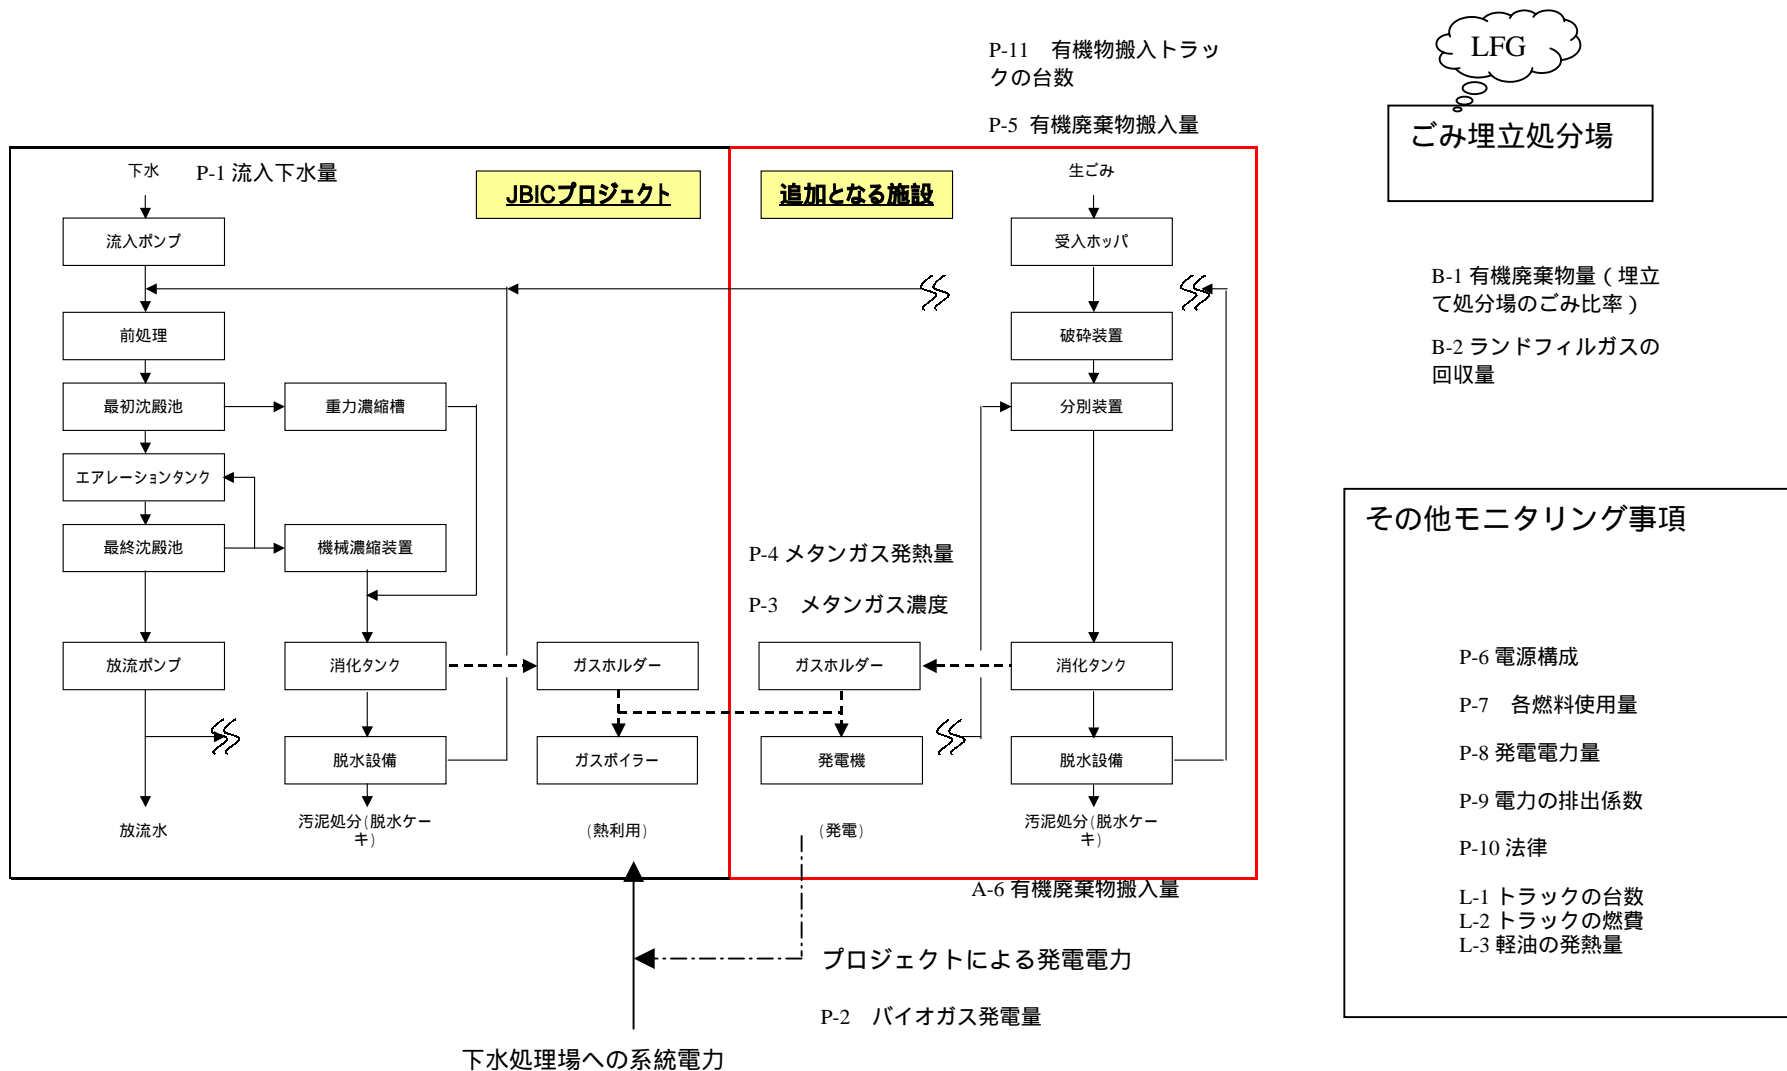 P-11　有機物搬入トラッ
クの台数
P-5 有機廃棄物搬入量
LFG
ごみ埋立処分場
B-1 有機廃棄物量（埋立
て処分場のごみ比率）
B-2 ランドフィルガスの
回収量
下水
P-1 流入下水量
JBICプロジェクト
流入ポンプ
前処理
最初沈殿池
重力濃縮槽
エアレーションタンク
最終沈殿池
機械濃縮装置
放流ポンプ
消化タンク
ガスホルダー
脱水設備
ガスボイラー
放流水
汚泥処分(脱水ケー
キ)
(熱利用)
追加となる施設
生ごみ
受入ホッパ
破砕装置
分別装置
P-4 メタンガス発熱量
P-3　メタンガス濃度
ガスホルダー
消化タンク
発電機
脱水設備
(発電)
汚泥処分(脱水ケー
キ)
A-6 有機廃棄物搬入量
プロジェクトによる発電電力
P-2　バイオガス発電量
下水処理場への系統電力
その他モニタリング事項
P-6 電源構成
P-7　各燃料使用量
P-8 発電電力量
P-9 電力の排出係数
P-10 法律
L-1 トラックの台数
L-2 トラックの燃費
L-3 軽油の発熱量